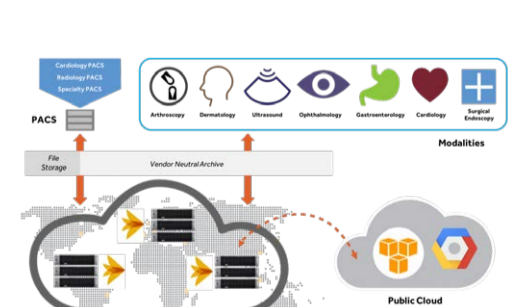 Cardiology PACS
Radiology PACS
Specialty PACS
PACS
Arthroscopy
Dermatology
Ultrasound
Ophthalmology
Gastroenterology
Cardiology
Surgical
Endoscopy
Modalities
File
Storage
Vendor Neutral Archive
Public Cloud